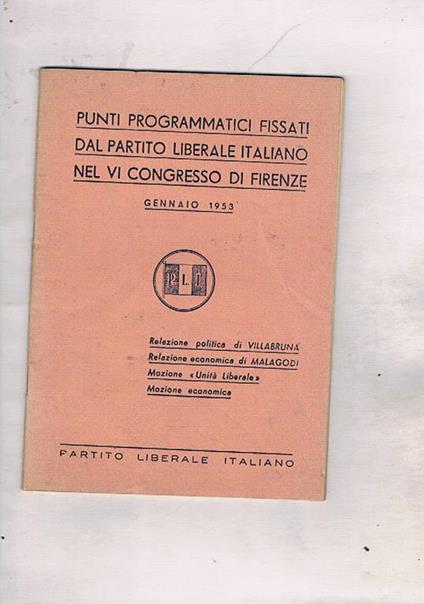 PUNTI PROGRAMMATICI FISSATI
DAL PARTITO LIBERALE ITALIANO
NEL VI CONGRESSO DI FIRENZE
GENNAIO 1953
P. L. I.
Relazione politica di VILLABRUNA
Relazione economica di MALAGODI
Mozione «Unità Liberale»
Mozione economica
PARTITO LIBERALE ITALIANO